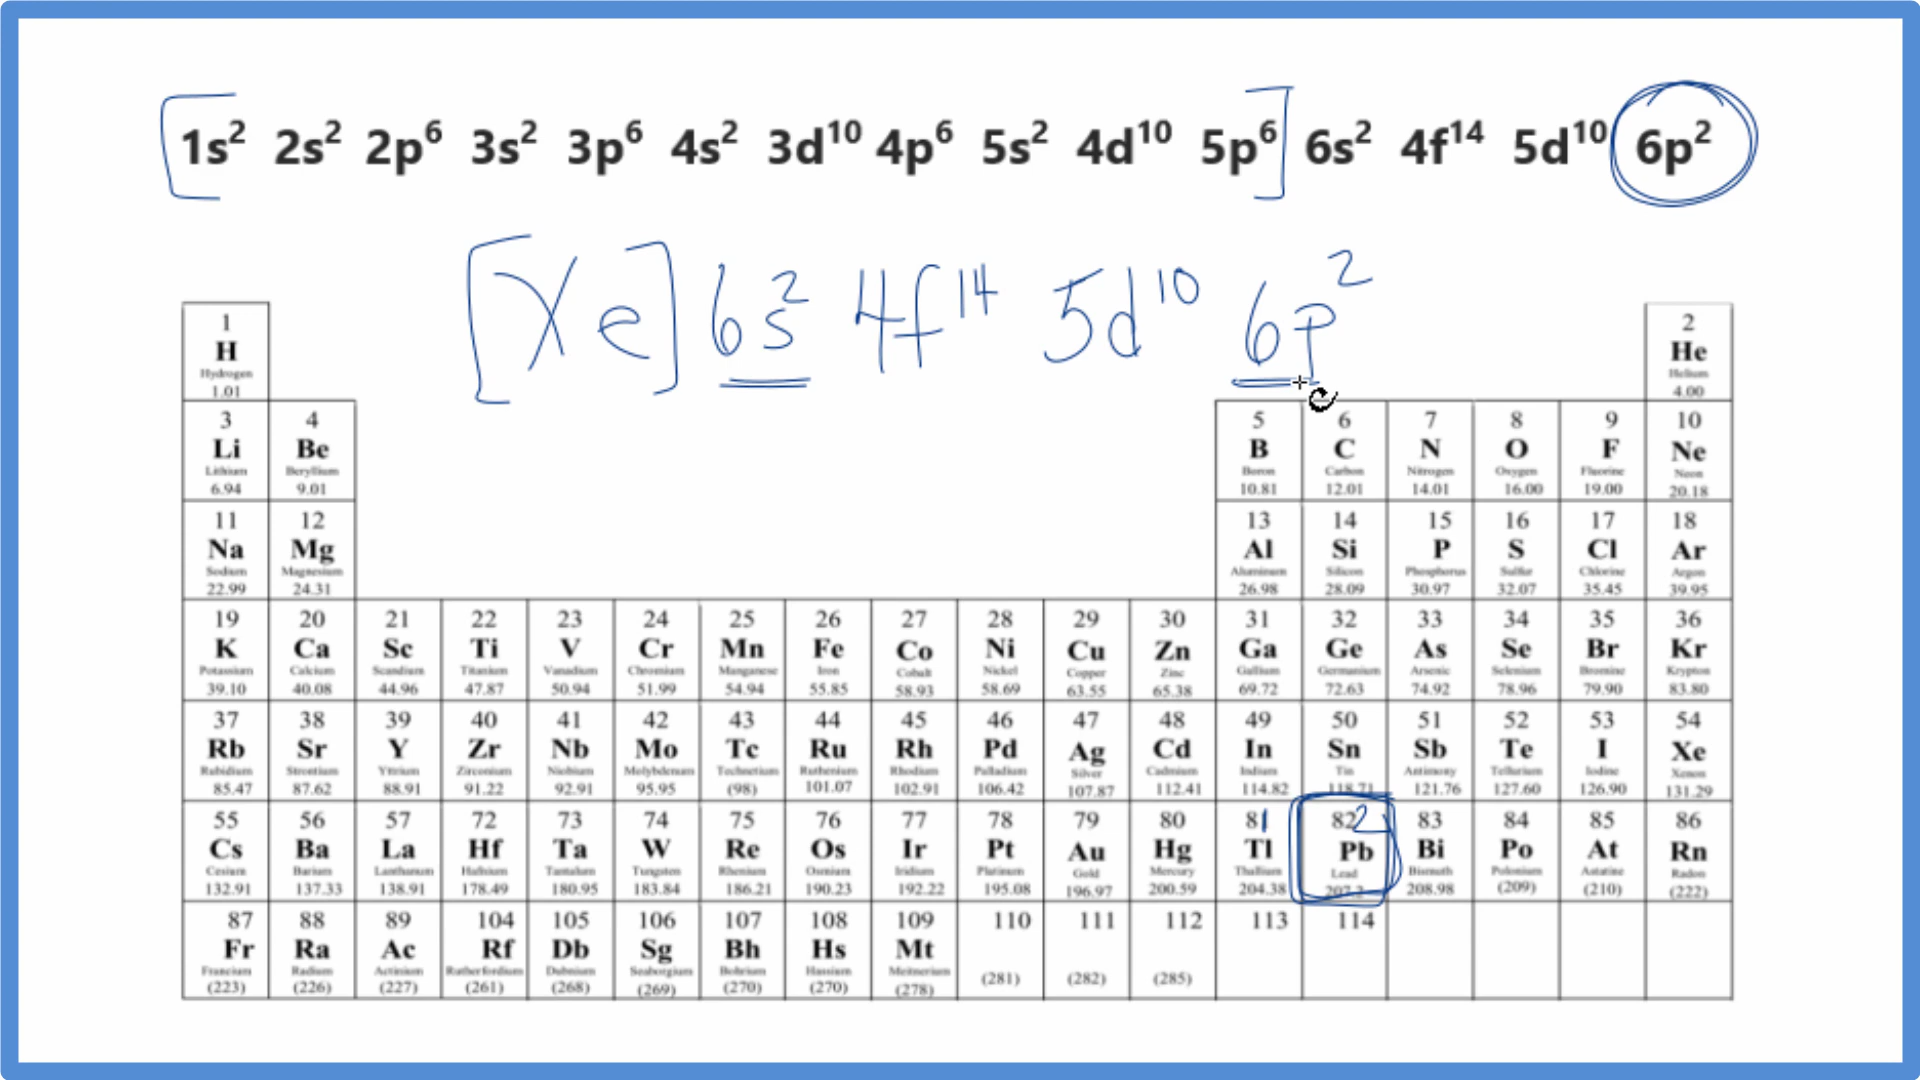 1s² 2s² 2p⁶ 3s² 3p⁶ 4s² 3d¹⁰ 4p⁶ 5s² 4d¹⁰ 5p⁶ 6s² 4f¹⁴ 5d¹⁰ 6p²
[Xe] 6s² 4f¹⁴ 5d¹⁰ 6p²
1 2
H He
Hydrogen Helium
1.01 4.00
3 4 5 6 7 8 9 10
Li Be B C N O F Ne
Lithium Beryllium Boron Carbon Nitrogen Oxygen Fluorine Neon
6.94 9.01 10.81 12.01 14.01 16.00 19.00 20.18
11 12 13 14 15 16 17 18
Na Mg Al Si P S Cl Ar
Sodium Magnesium Aluminum Silicon Phosphorus Sulfur Chlorine Argon
22.99 24.31 26.98 28.09 30.97 32.07 35.45 39.95
19 20 21 22 23 24 25 26 27 28 29 30 31 32 33 34 35 36
K Ca Sc Ti V Cr Mn Fe Co Ni Cu Zn Ga Ge As Se Br Kr
Potassium Calcium Scandium Titanium Vanadium Chromium Manganese Iron Cobalt Nickel Copper Zinc Gallium Germanium Arsenic Selenium Bromine Krypton
39.10 40.08 44.96 47.87 50.94 51.99 54.94 55.85 58.93 58.69 63.55 65.38 69.72 72.63 74.92 78.96 79.90 83.80
37 38 39 40 41 42 43 44 45 46 47 48 49 50 51 52 53 54
Rb Sr Y Zr Nb Mo Tc Ru Rh Pd Ag Cd In Sn Sb Te I Xe
Rubidium Strontium Yttrium Zirconium Niobium Molybdenum Technetium Ruthenium Rhodium Palladium Silver Cadmium Indium Tin Antimony Tellurium Iodine Xenon
85.47 87.62 88.91 91.22 92.91 95.95 (98) 101.07 102.91 106.42 107.87 112.41 114.82 118.71 121.76 127.60 126.90 131.29
55 56 57 72 73 74 75 76 77 78 79 80 81 82 2 83 84 85 86
Cs Ba La Hf Ta W Re Os Ir Pt Au Hg Tl Pb Bi Po At Rn
Cesium Barium Lanthanum Hafnium Tantalum Tungsten Rhenium Osmium Iridium Platinum Gold Mercury Thallium Lead Bismuth Polonium Astatine Radon
132.91 137.33 138.91 178.49 180.95 183.84 186.21 190.23 192.22 195.08 196.97 200.59 204.38 207.2 208.98 (209) (210) (222)
87 88 89 104 105 106 107 108 109 110 111 112 113 114
Fr Ra Ac Rf Db Sg Bh Hs Mt
Francium Radium Actinium Rutherfordium Dubnium Seaborgium Bohrium Hassium Meitnerium
(223) (226) (227) (261) (268) (269) (270) (270) (278) (281) (282) (285)